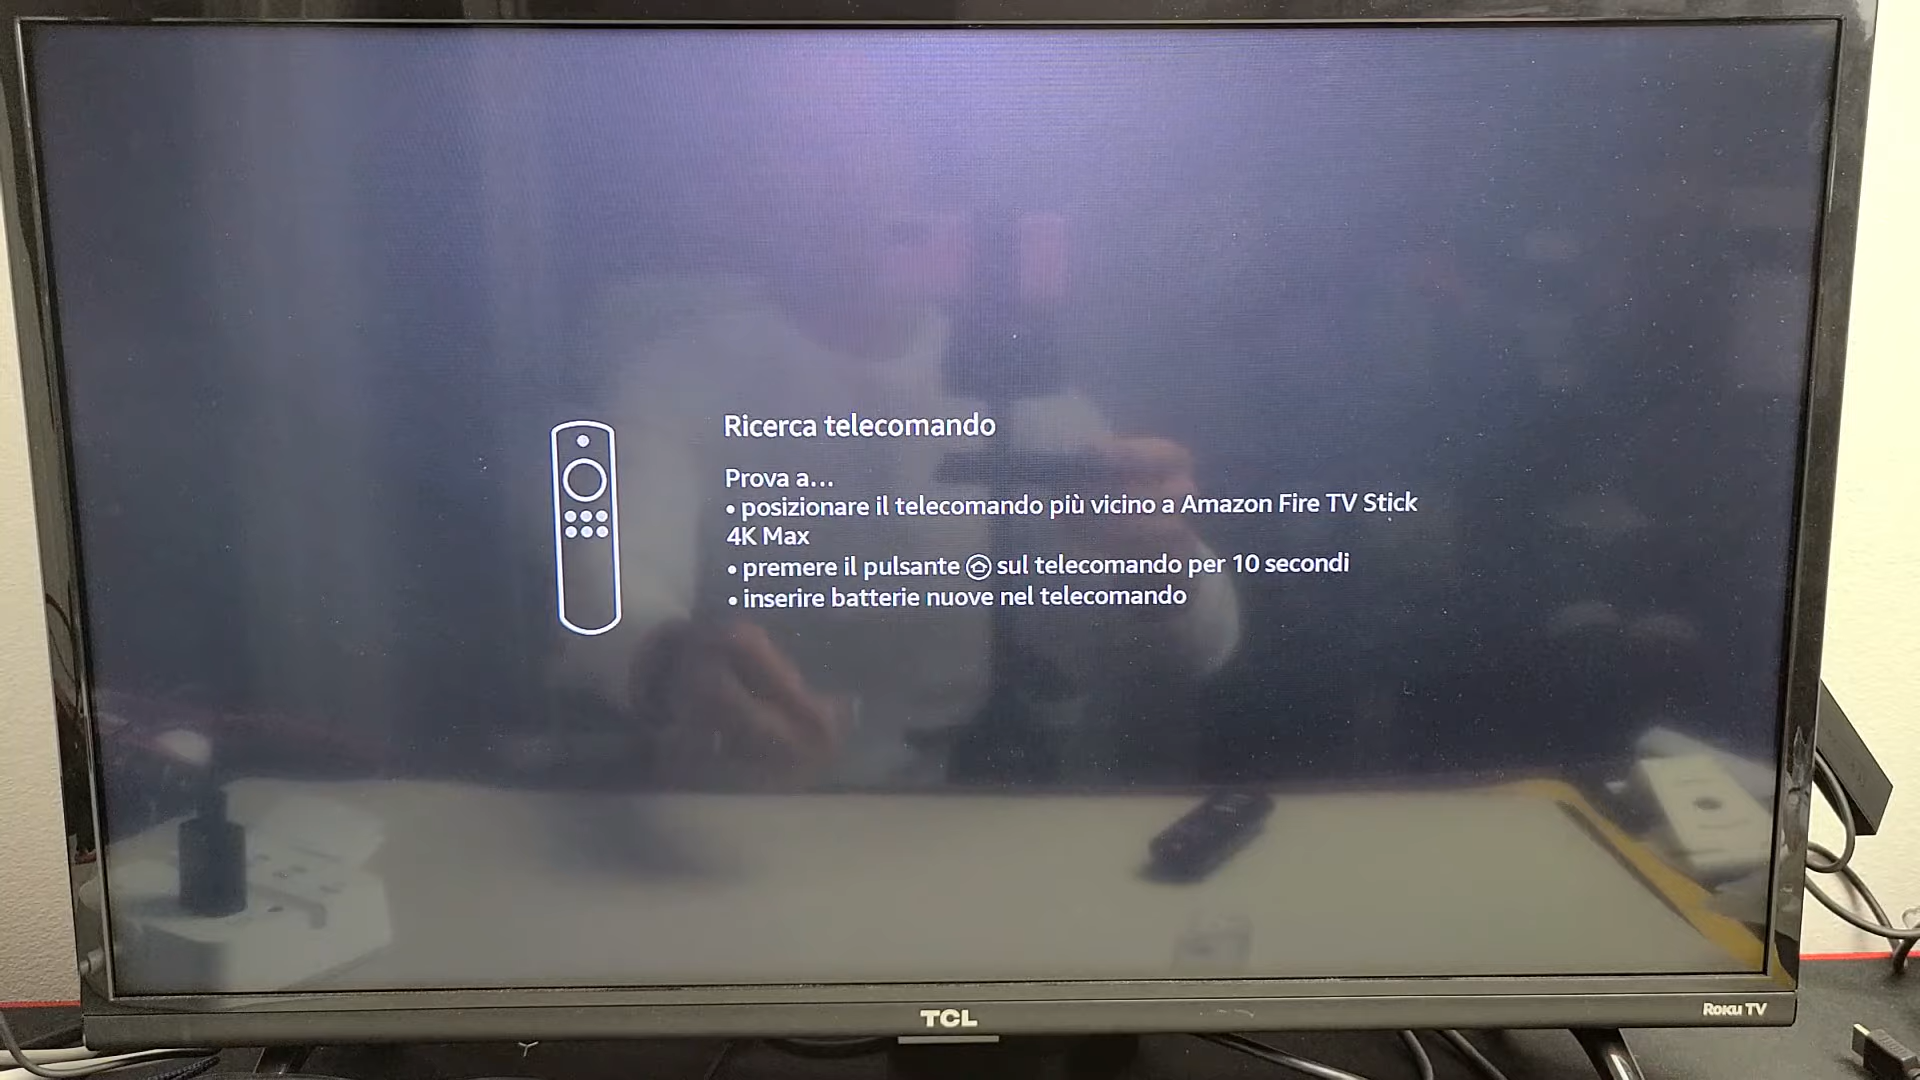 Ricerca telecomando
Prova a...
• posizionare il telecomando più vicino a Amazon Fire TV Stick
4K Max
• premere il pulsante sul telecomando per 10 secondi
• inserire batterie nuove nel telecomando
TCL
Roku TV